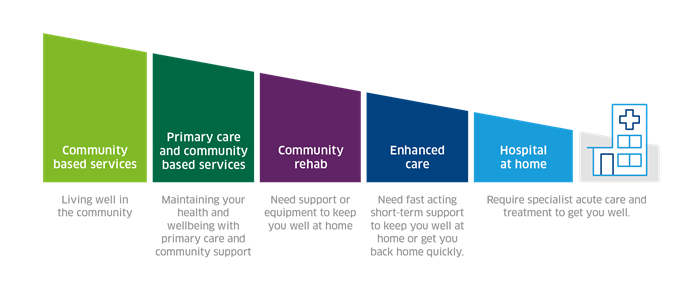 Community
based services
Primary care
and community
based services
Community
rehab
Enhanced
care
Hospital
at home
Living well in
the community
Maintaining your
health and
wellbeing with
primary care and
community support
Need support or
equipment to keep
you well at home
Need fast acting
short-term support
to keep you well at
home or get you
back home quickly.
Require specialist acute care and
treatment to get you well.